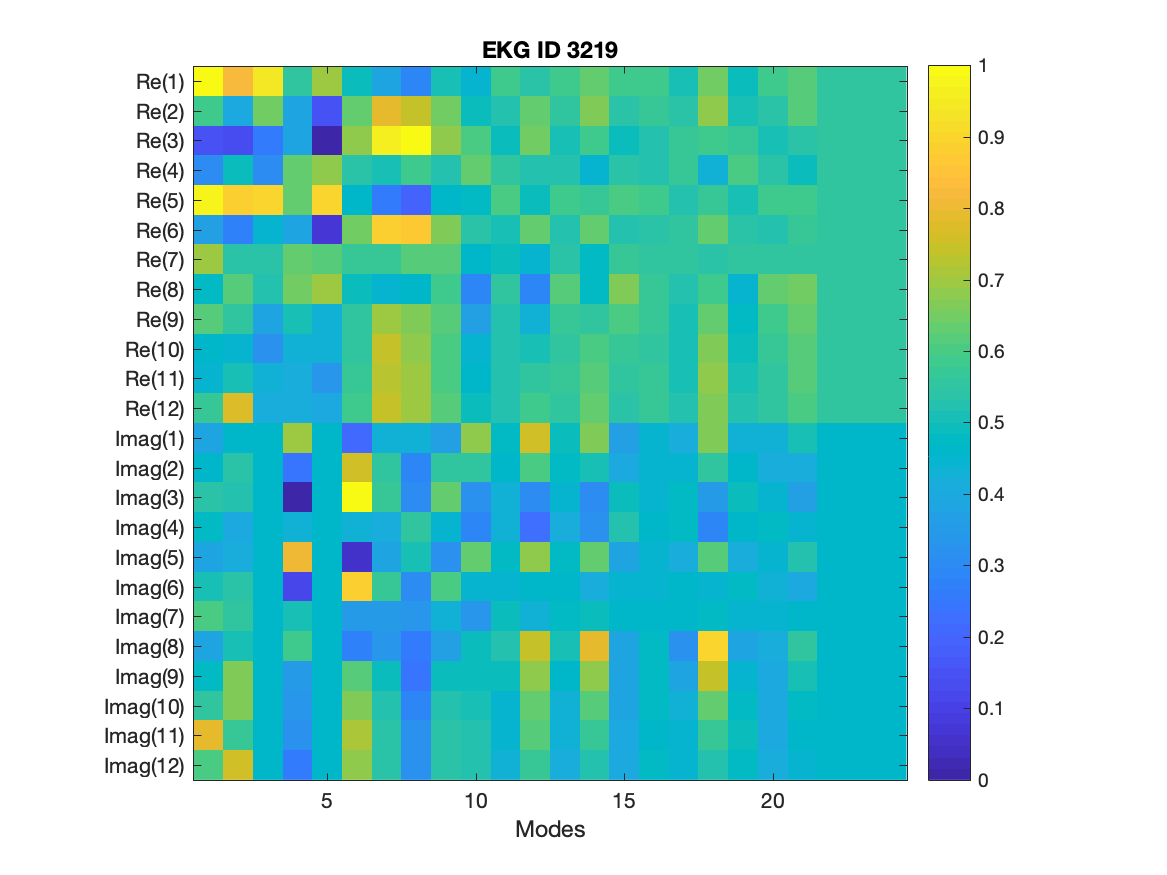 EKG ID 3219
Re(1)
Re(2)
Re(3)
Re(4)
Re(5)
Re(6)
Re(7)
Re(8)
Re(9)
Re(10)
Re(11)
Re(12)
Imag(1)
Imag(2)
Imag(3)
Imag(4)
Imag(5)
Imag(6)
Imag(7)
Imag(8)
Imag(9)
Imag(10)
Imag(11)
Imag(12)
5 10 15 20
Modes
1
0.9
0.8
0.7
0.6
0.5
0.4
0.3
0.2
0.1
0